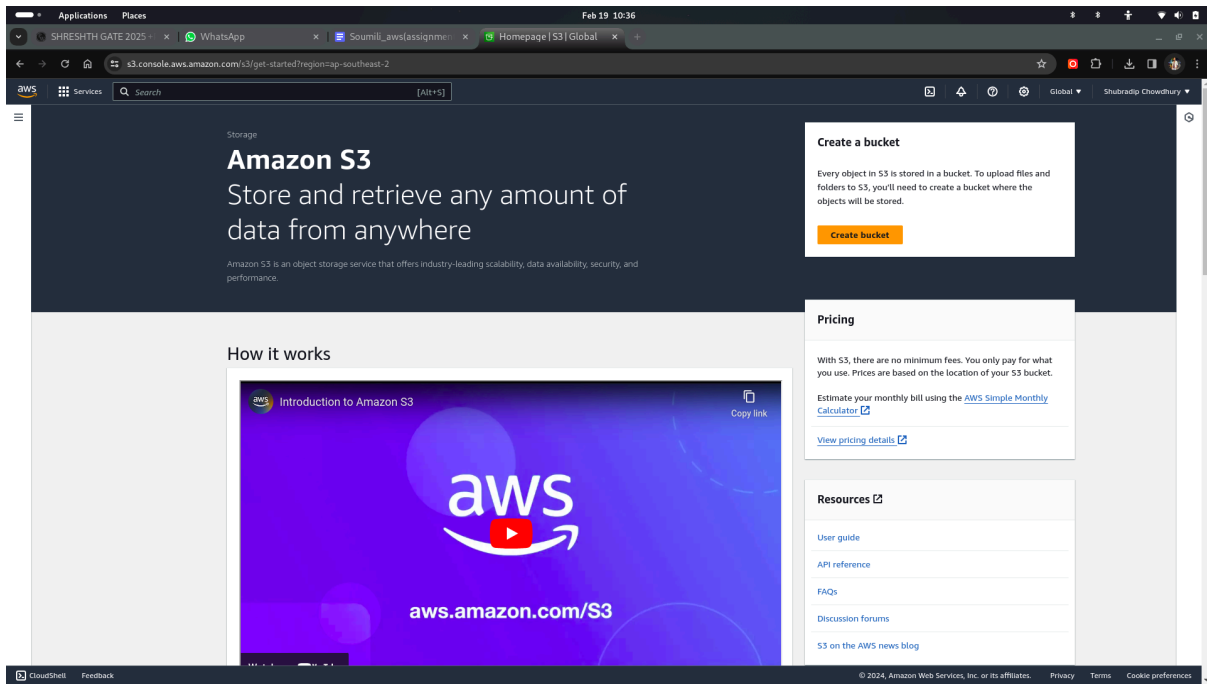 Applications Places
Feb 19 10:36
SHRESHTH GATE 2025
WhatsApp
Soumili_aws(assignmen
Homepage | S3 | Global
s3.console.aws.amazon.com/s3/get-started?region=ap-southeast-2
aws
Services
Search
[Alt+S]
Global
Shubradip Chowdhury
Storage
Amazon S3
Store and retrieve any amount of
data from anywhere
Amazon S3 is an object storage service that offers industry-leading scalability, data availability, security, and
performance.
Create a bucket
Every object in S3 is stored in a bucket. To upload files and
folders to S3, you'll need to create a bucket where the
objects will be stored.
Create bucket
Pricing
With S3, there are no minimum fees. You only pay for what
you use. Prices are based on the location of your S3 bucket.
Estimate your monthly bill using the AWS Simple Monthly
Calculator
View pricing details
How it works
aws
Introduction to Amazon S3
Copy link
aws
aws.amazon.com/S3
Resources
User guide
API reference
FAQs
Discussion forums
S3 on the AWS news blog
CloudShell Feedback
© 2024, Amazon Web Services, Inc. or its affiliates. Privacy Terms Cookie preferences